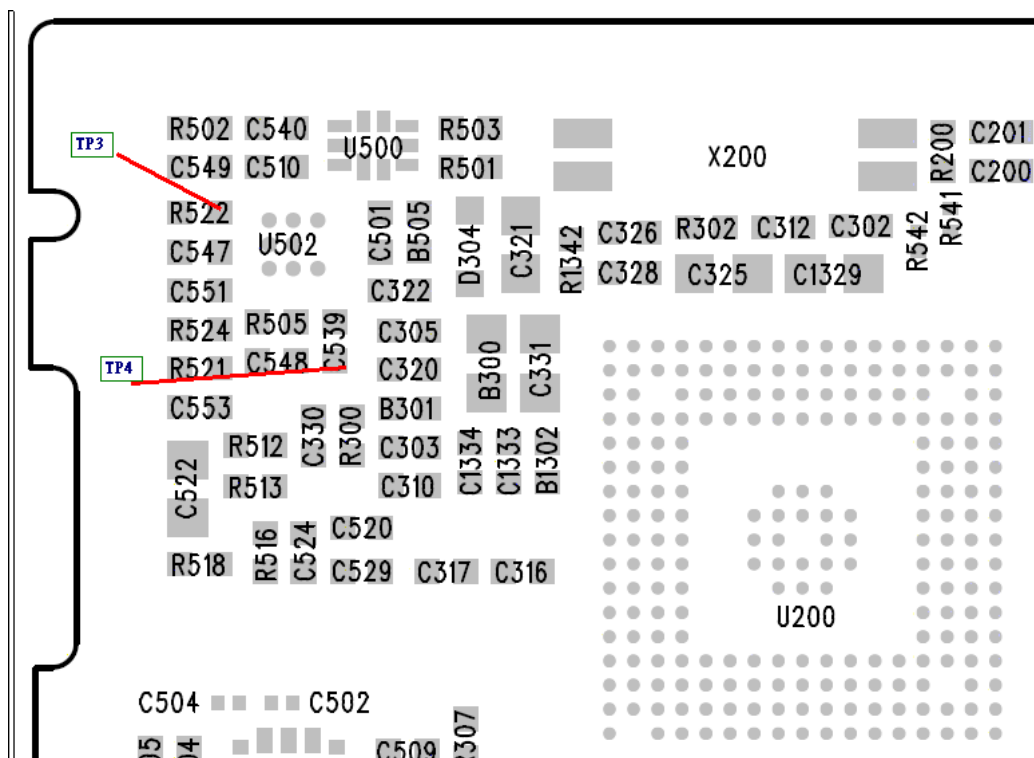 R502 C540 U500 R503 X200 R200 C201
TP3
C549 C510 R501 C200
R522 U502 C501 B505 D304 C321 R1342 C326 R302 C312 C302 R542 R541
C547 C328 C325 C1329
C551 C322
R524 R505 C539 C305 B300 C331
TP4 R521 C548 C320
C553 C330 R300 B301
R512 C303 C1334 C1333 B1302
C522 R513 C310
R518 R516 C524 C520
C529 C317 C316
U200
C504 C502
C509